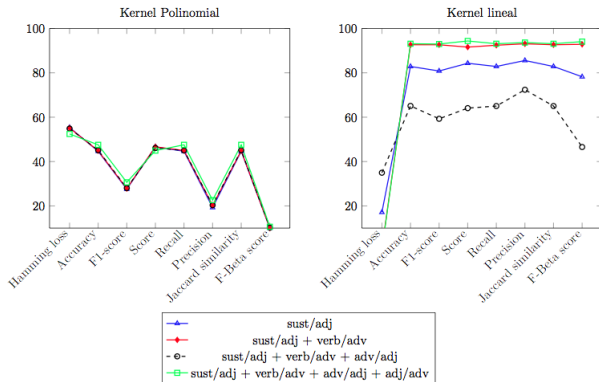 Kernel Polinomial
100
80
60
40
20
Hamming loss
Accuracy
F1-score
Score
Recall
Precision
Jaccard similarity
F-Beta score
Kernel lineal
100
80
60
40
20
Hamming loss
Accuracy
F1-score
Score
Recall
Precision
Jaccard similarity
F-Beta score
sust/adj
sust/adj + verb/adv
sust/adj + verb/adv + adv/adj
sust/adj + verb/adv + adv/adj + adj/adv